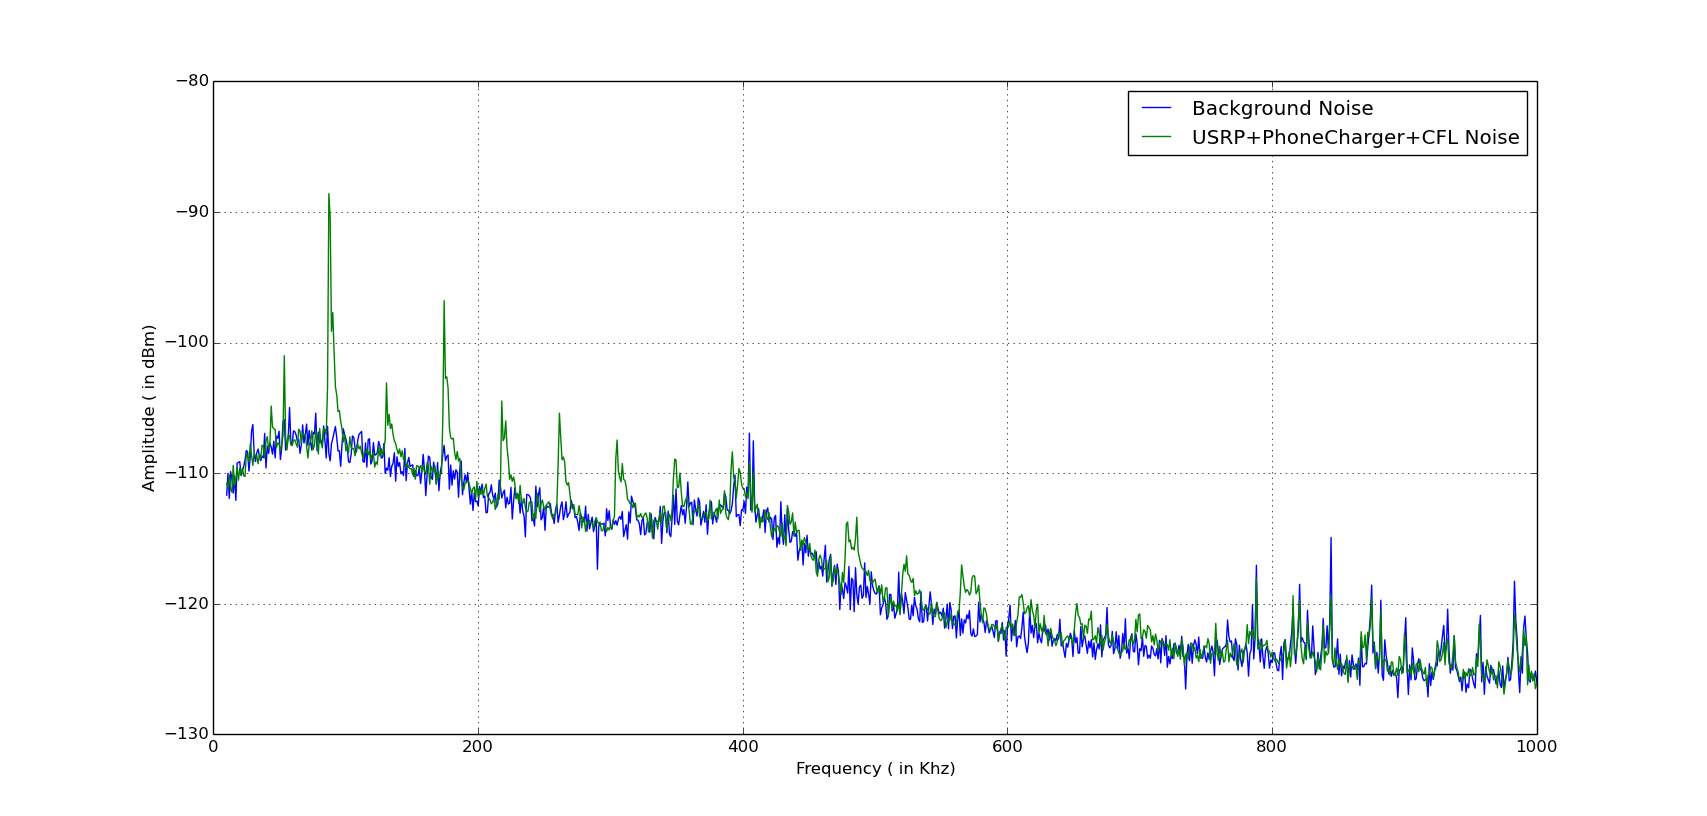 −80
−90
−100
−110
−120
−130
Amplitude ( in dBm)
Background Noise
USRP+PhoneCharger+CFL Noise
0 200 400 600 800 1000
Frequency ( in Khz)